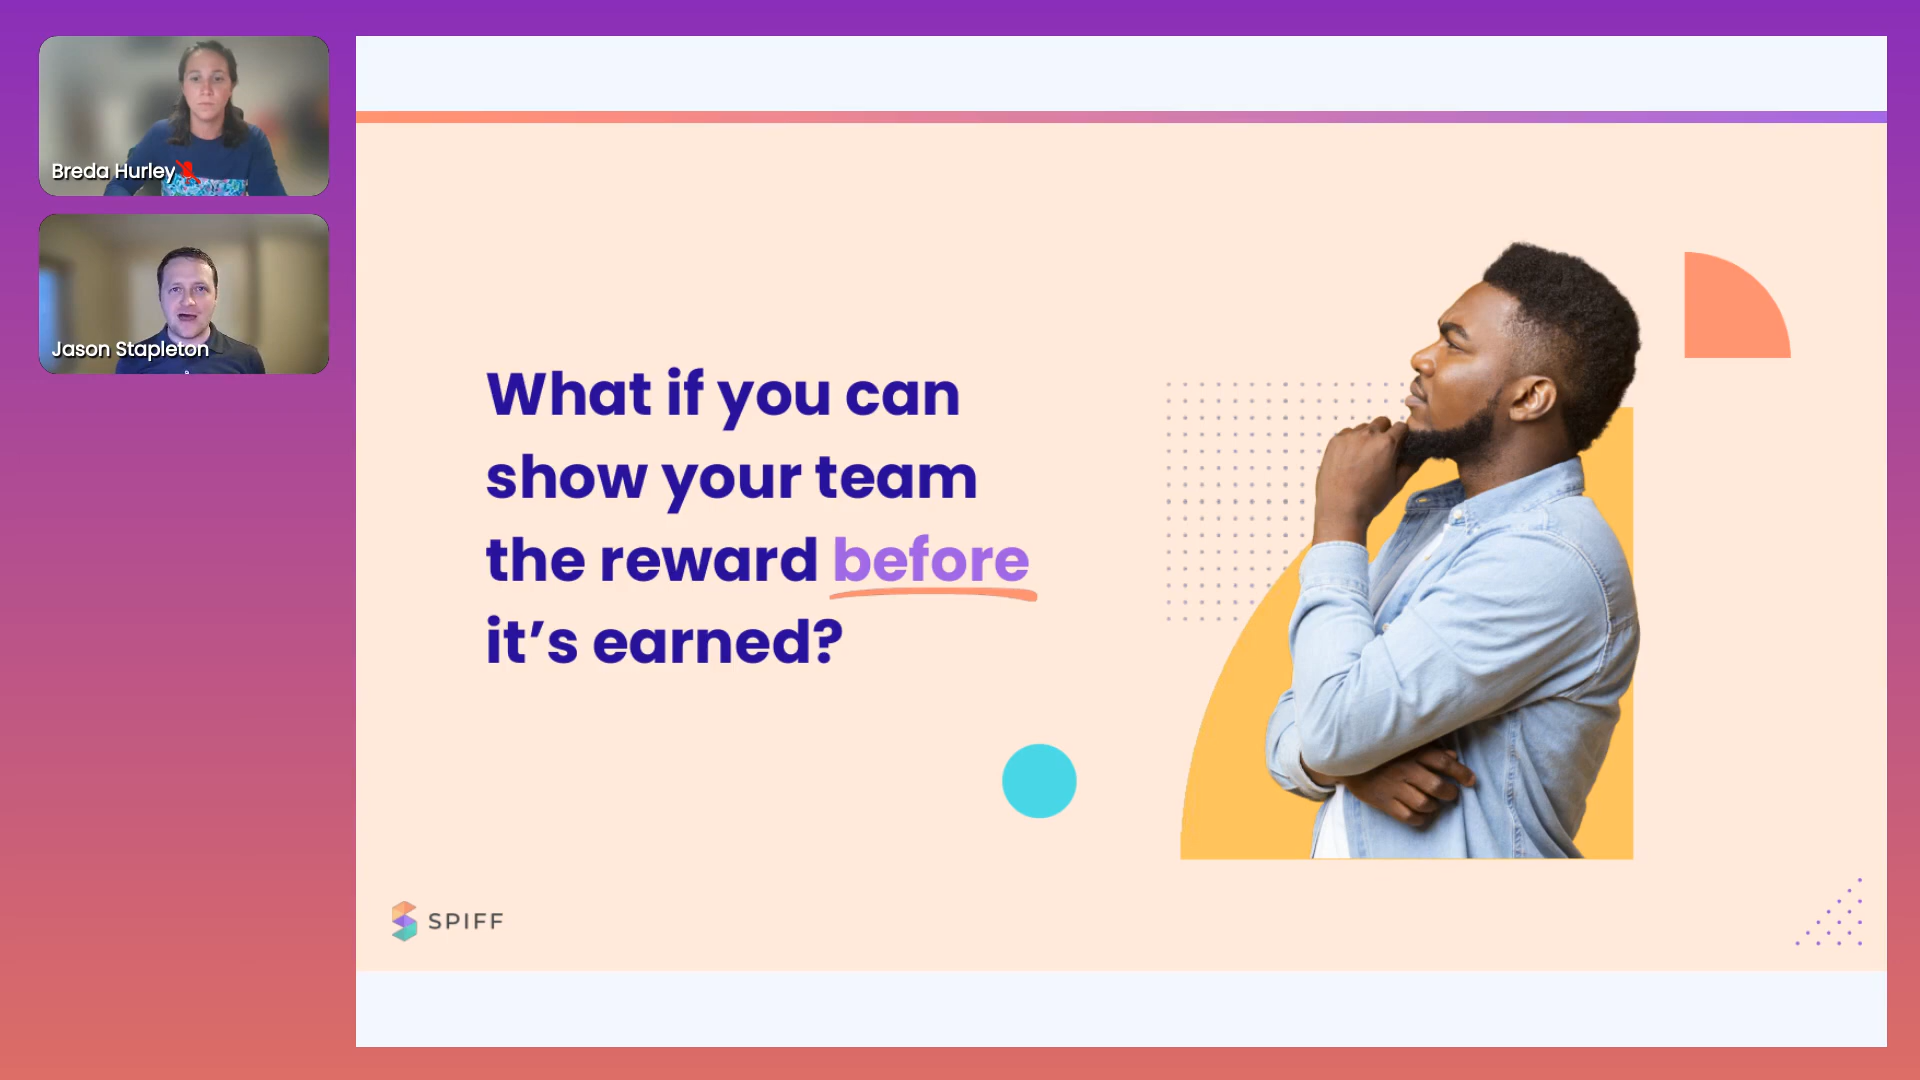 Breda Hurley
Jason Stapleton
What if you can
show your team
the reward before
it’s earned?
SPIFF